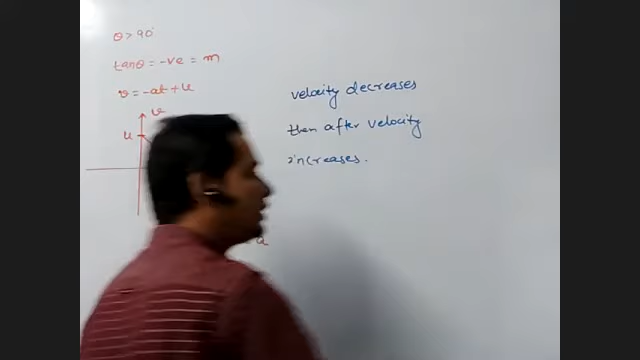 θ > 90°
tanθ = -ve = m
v = -at + u
v
u
velocity decreases
then after velocity
increases.